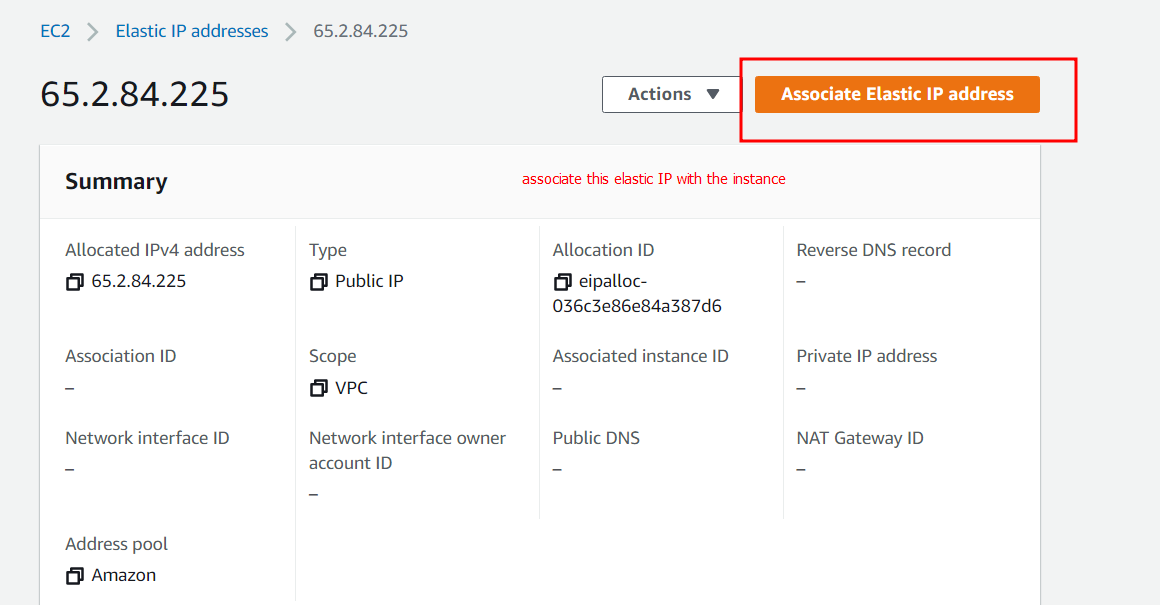 EC2 > Elastic IP addresses > 65.2.84.225
65.2.84.225
Actions ▼
Associate Elastic IP address
Summary
associate this elastic IP with the instance
Allocated IPv4 address
65.2.84.225
Type
Public IP
Allocation ID
eipalloc-
036c3e86e84a387d6
Reverse DNS record
–
Association ID
–
Scope
VPC
Associated instance ID
–
Private IP address
–
Network interface ID
–
Network interface owner
account ID
–
Public DNS
–
NAT Gateway ID
–
Address pool
Amazon